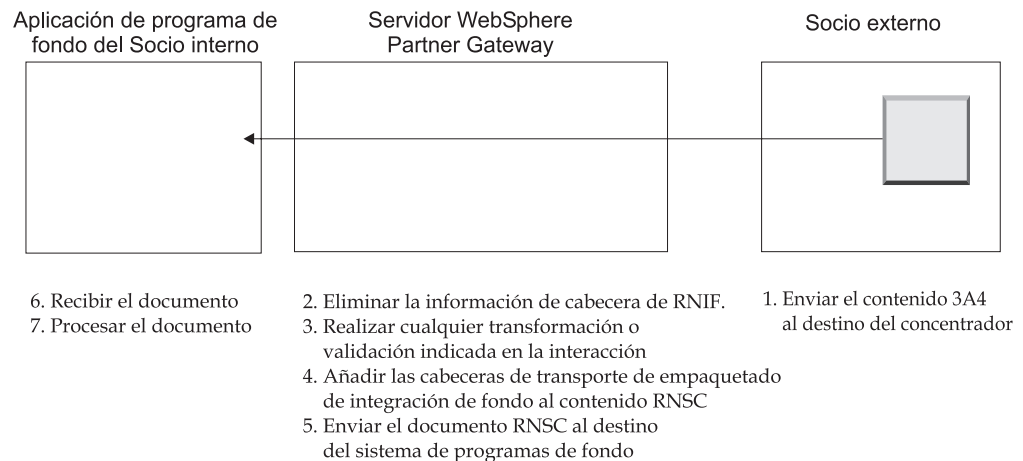 Aplicación de programa de
fondo del Socio interno
Servidor WebSphere
Partner Gateway
Socio externo
6. Recibir el documento
7. Procesar el documento
2. Eliminar la información de cabecera de RNIF.
3. Realizar cualquier transformación o
validación indicada en la interacción
4. Añadir las cabeceras de transporte de empaquetado
de integración de fondo al contenido RNSC
5. Enviar el documento RNSC al destino
del sistema de programas de fondo
1. Enviar el contenido 3A4
al destino del concentrador